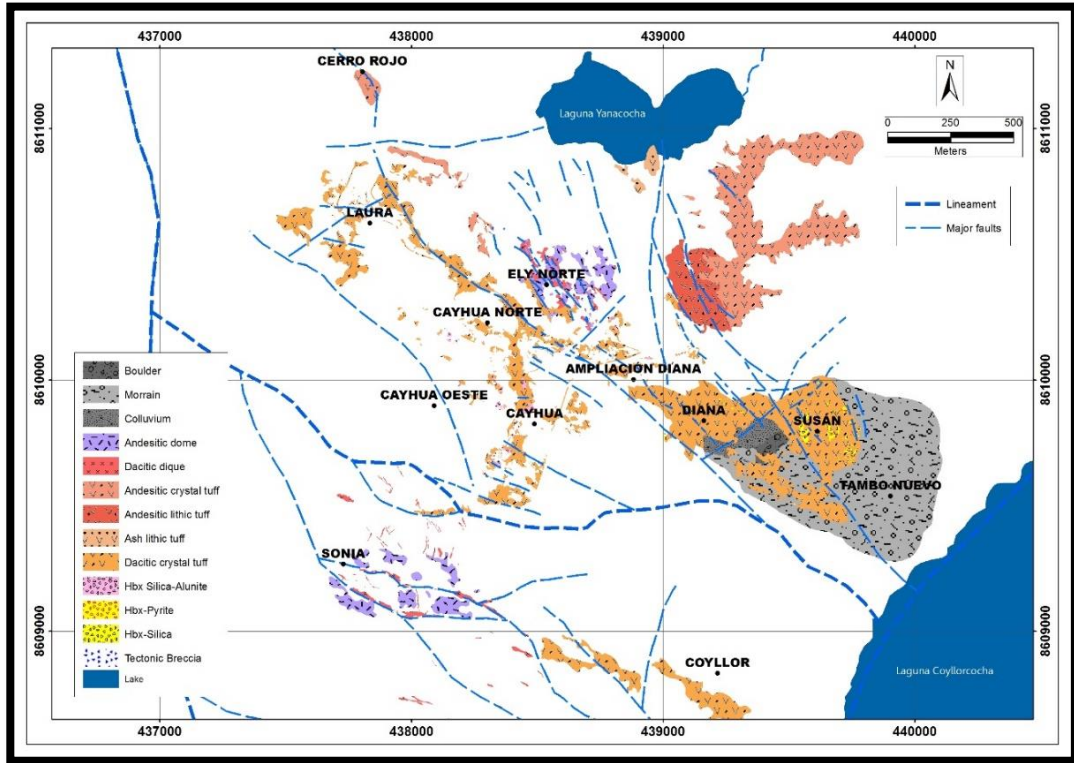 437000
438000
439000
440000
CERRO ROJO
N
Laguna Yanacocha
0
250
500
Meters
8611000
8611000
Lineament
Major faults
LAURA
ELY NORTE
CAYHUA NORTE
AMPLIACIÓN DIANA
8610000
8610000
CAYHUA OESTE
CAYHUA
DIANA
SUSÁN
TAMBO NUEVO
Boulder
Morrain
Colluvium
Andesitic dome
Dacitic dique
Andesitic crystal tuff
Andesitic lithic tuff
Ash lithic tuff
Dacitic crystal tuff
Hbx Silica-Alunite
Hbx-Pyrite
Hbx-Silica
Tectonic Breccia
Lake
SONIA
8609000
8609000
COYLLOR
Laguna Coyllorcocha
437000
438000
439000
440000